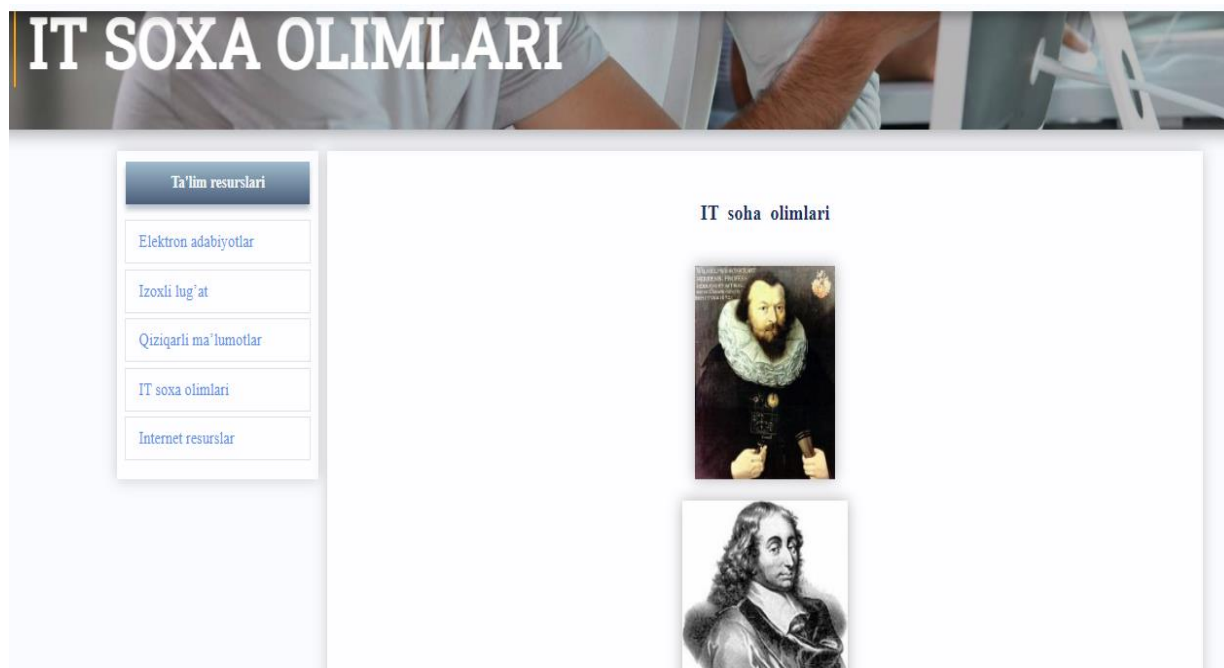 IT SOXA OLIMLARI
Ta'lim resurslari
Elektron adabiyotlar
Izoxli lug’at
Qiziqarli ma’lumotlar
IT soxa olimlari
Internet resurslar
IT soha olimlari